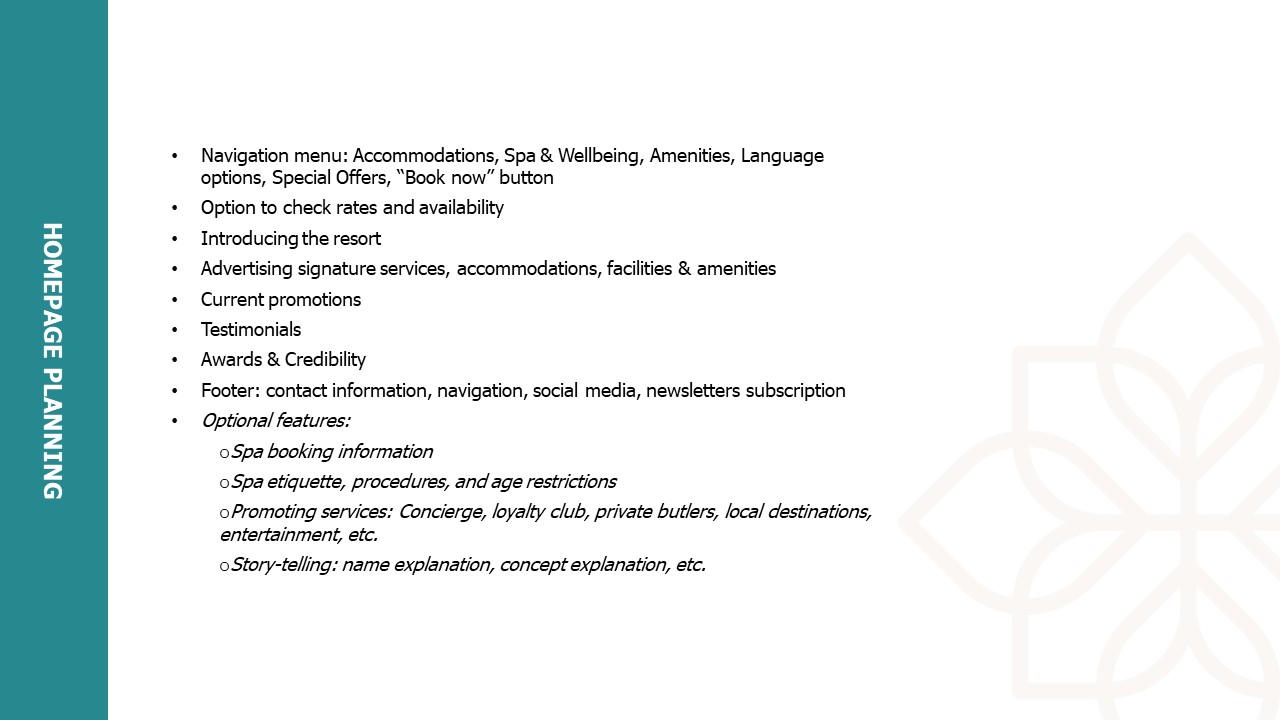 HOMEPAGE PLANNING
• Navigation menu: Accommodations, Spa & Wellbeing, Amenities, Language
options, Special Offers, “Book now” button
• Option to check rates and availability
• Introducing the resort
• Advertising signature services, accommodations, facilities & amenities
• Current promotions
• Testimonials
• Awards & Credibility
• Footer: contact information, navigation, social media, newsletters subscription
• Optional features:
o Spa booking information
o Spa etiquette, procedures, and age restrictions
o Promoting services: Concierge, loyalty club, private butlers, local destinations,
entertainment, etc.
o Story-telling: name explanation, concept explanation, etc.